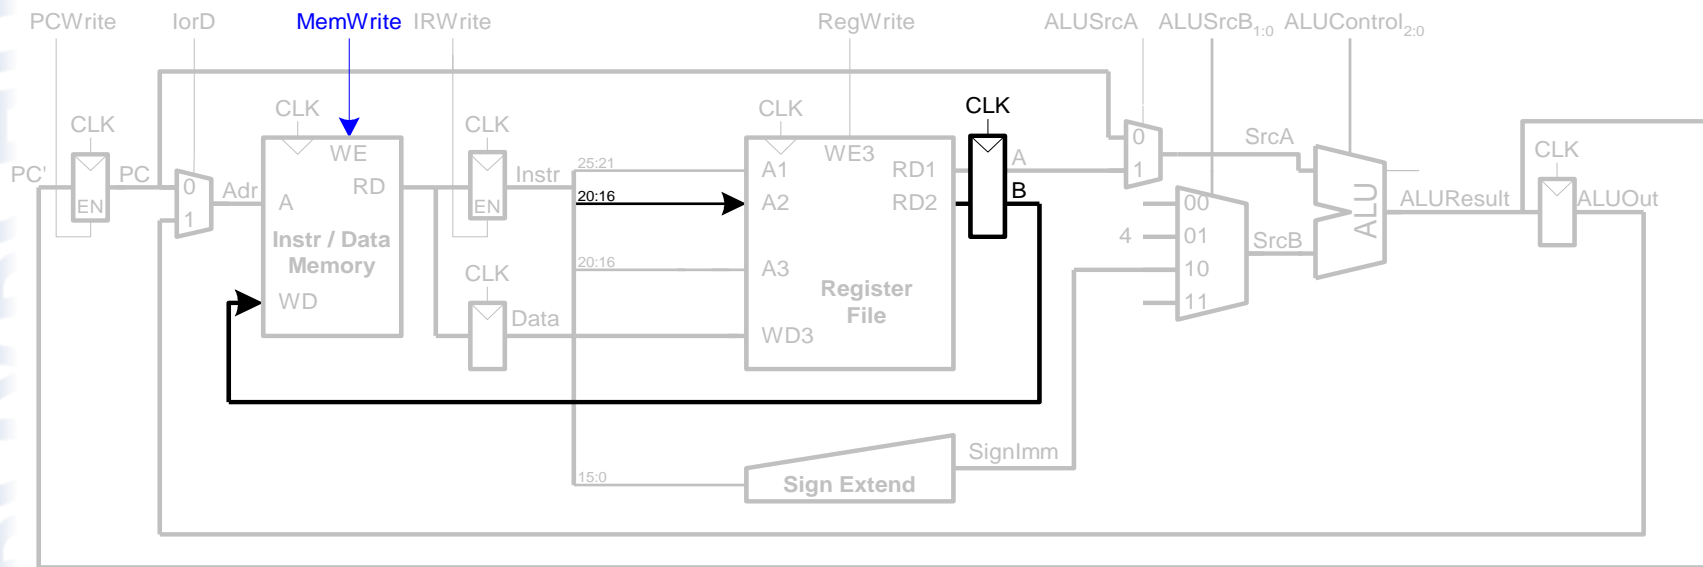 PCWrite IorD MemWrite IRWrite RegWrite ALUSrcA ALUSrcB1:0 ALUControl2:0
CLK CLK CLK CLK CLK CLK
PC' EN PC
0
1
Adr
WE
A RD
Instr / Data
Memory
WD
EN Instr
CLK
Data
25:21
20:16
20:16
15:0
A1 WE3 RD1
A2 RD2
A3
Register
File
WD3
A
B
Sign Extend
SignImm
0
1
SrcA
00
4 01
10
11
SrcB
ALU
ALUResult
ALUOut